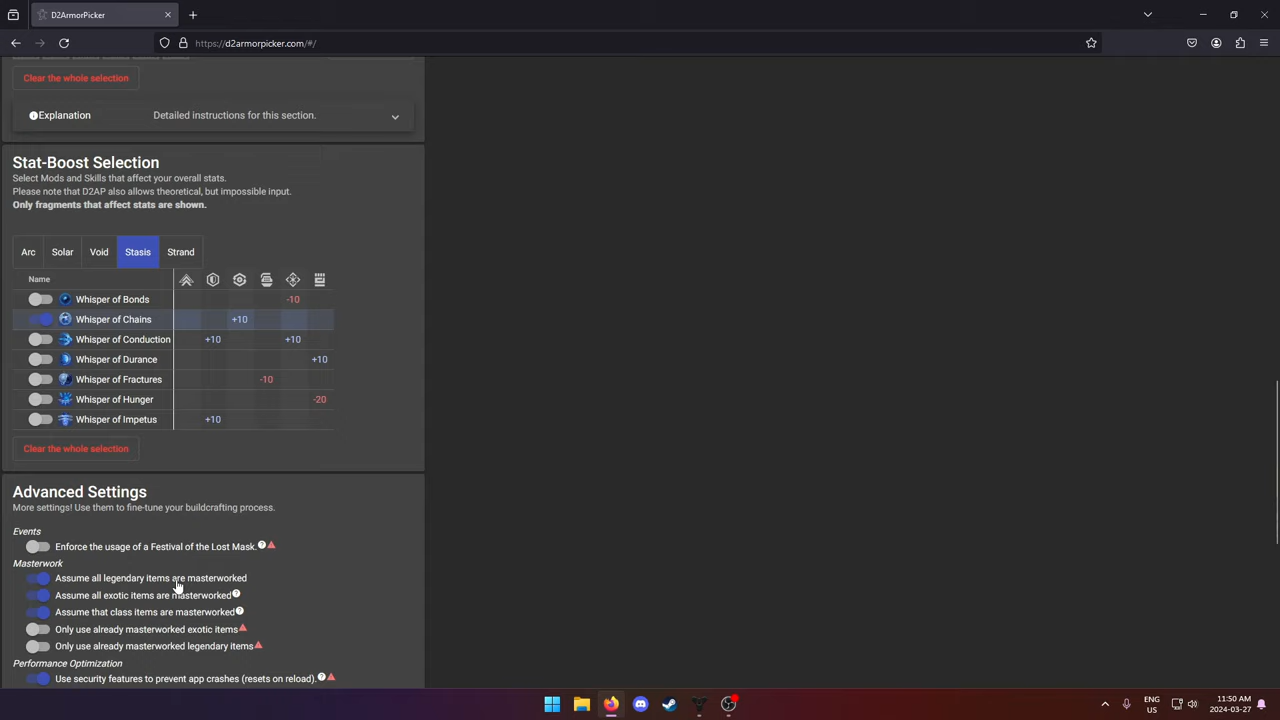 D2ArmorPicker
https://d2armorpicker.com/#/
Clear the whole selection
Explanation Detailed instructions for this section.
Stat-Boost Selection
Select Mods and Skills that affect your overall stats.
Please note that D2AP also allows theoretical, but impossible input.
Only fragments that affect stats are shown.
Arc Solar Void Stasis Strand
Name
Whisper of Bonds -10
Whisper of Chains +10
Whisper of Conduction +10 +10
Whisper of Durance +10
Whisper of Fractures -10
Whisper of Hunger -20
Whisper of Impetus +10
Clear the whole selection
Advanced Settings
More settings! Use them to fine-tune your buildcrafting process.
Events
Enforce the usage of a Festival of the Lost Mask.
Masterwork
Assume all legendary items are masterworked
Assume all exotic items are masterworked
Assume that class items are masterworked
Only use already masterworked exotic items
Only use already masterworked legendary items
Performance Optimization
Use security features to prevent app crashes (resets on reload).
ENG
US
11:50 AM
2024-03-27